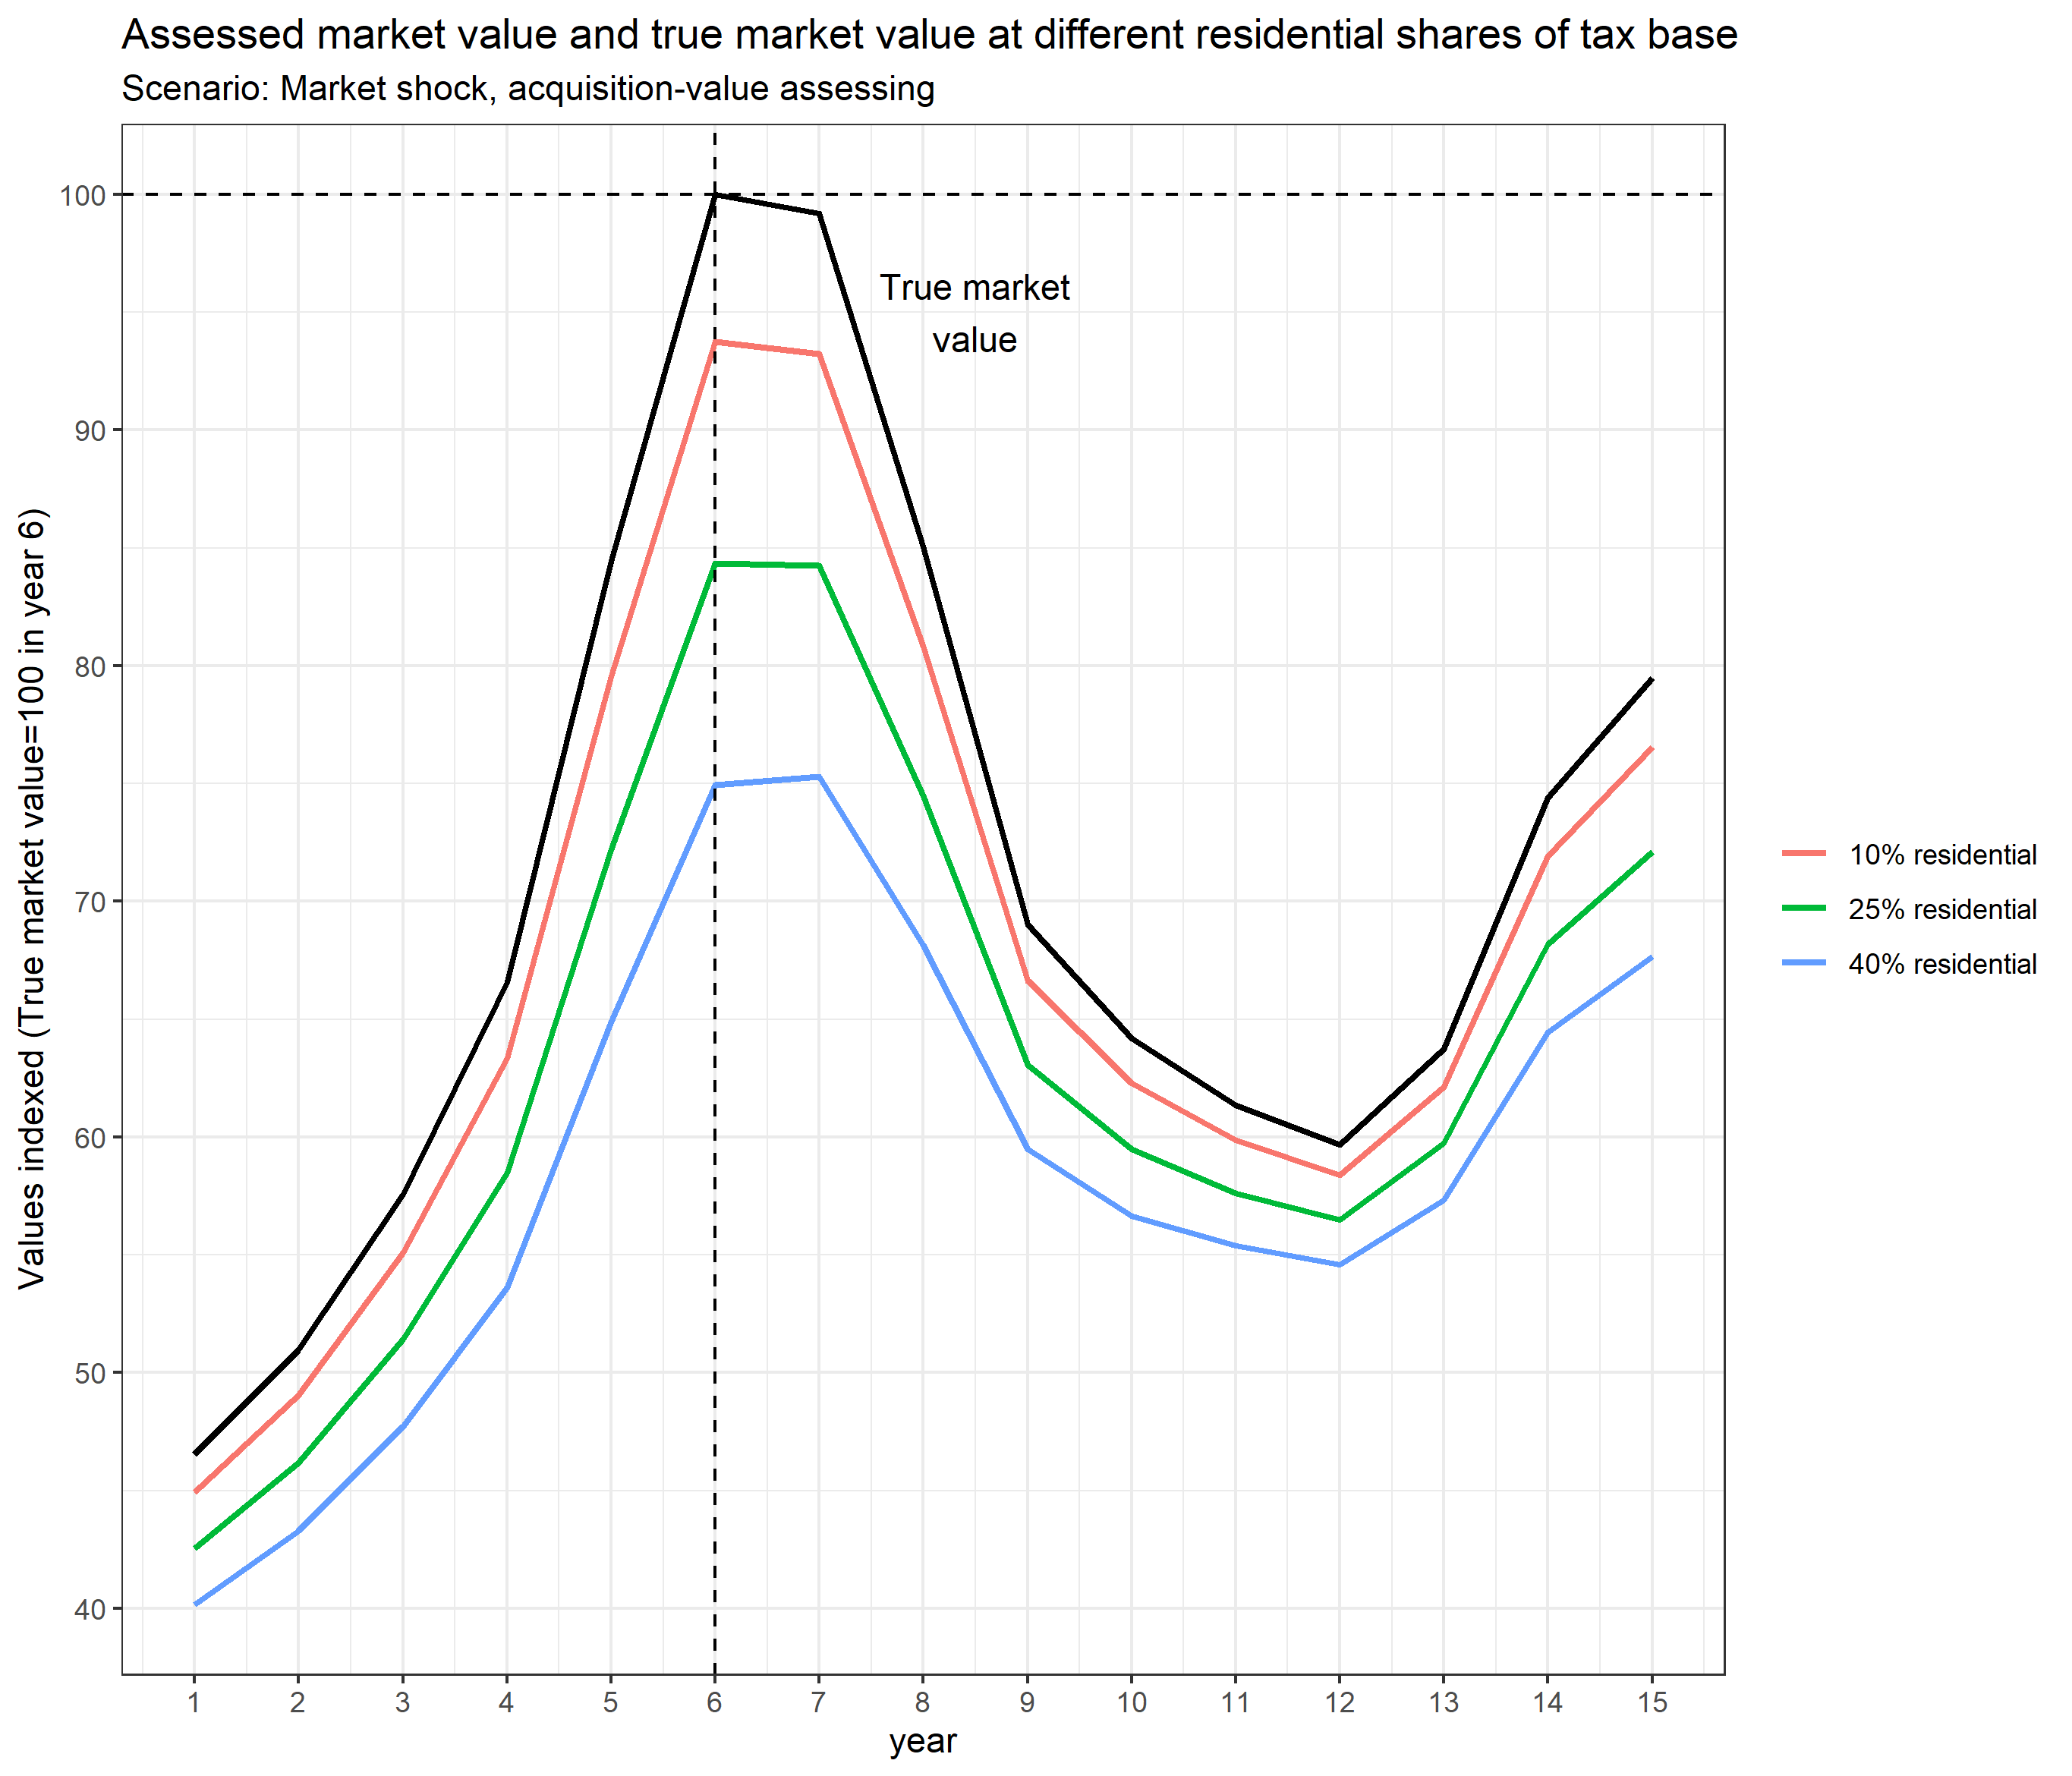 Assessed market value and true market value at different residential shares of tax base
Scenario: Market shock, acquisition-value assessing
Values indexed (True market value=100 in year 6)
100
90
80
70
60
50
40
True market
value
10% residential
25% residential
40% residential
1 2 3 4 5 6 7 8 9 10 11 12 13 14 15
year